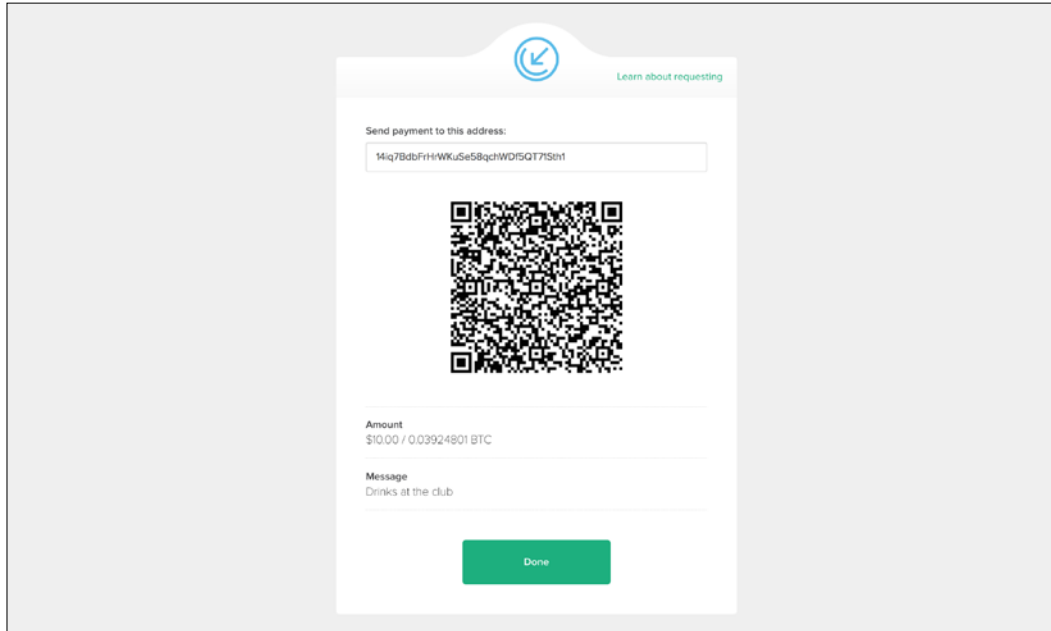 Learn about requesting
Send payment to this address:
14iq7BdbFrHrWKuSe58qchWDf5QT71Sth1
Amount
$10.00 / 0.03924801 BTC
Message
Drinks at the club
Done